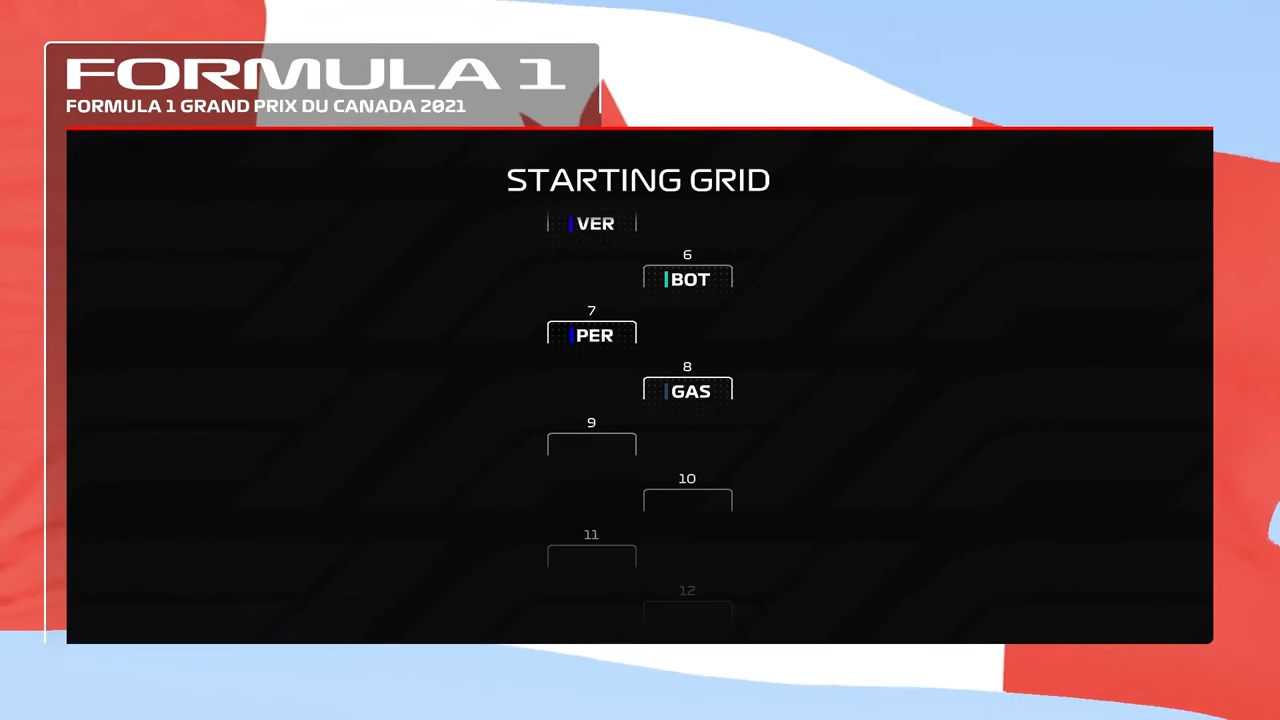 FORMULA 1
FORMULA 1 GRAND PRIX DU CANADA 2021
STARTING GRID
VER
6
BOT
7
PER
8
GAS
9
10
11
12